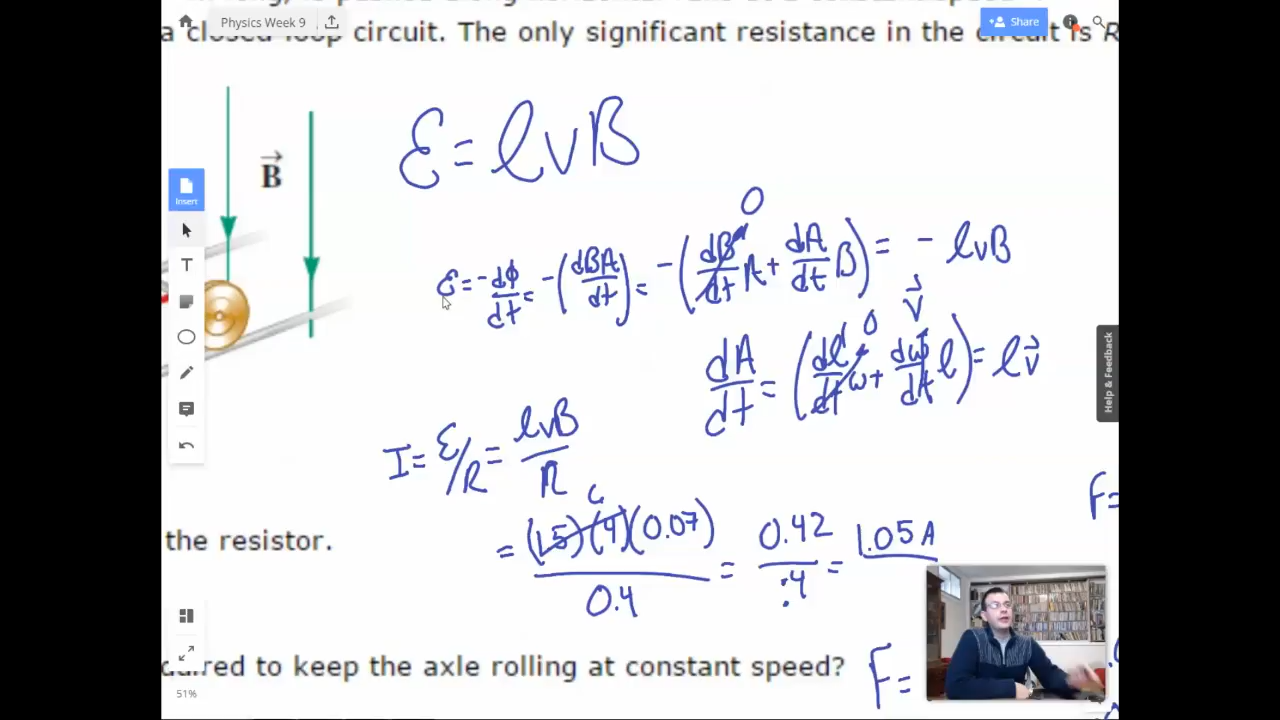 Physics Week 9
Share
a closed loop circuit. The only significant resistance in the circuit is R
Insert
B⃗
ℰ = lvB
0
ℰ = -dϕ/dt = -(dBA/dt) = -(dB/dt A + dA/dt B) = - lvB
0 v⃗
dA/dt = (dl/dt w + dw/dt l) = lv⃗
T
Help & Feedback
I = ℰ/R = lvB/R
6
= (1.5)(4)(0.07)/0.4 = 0.42/.4 = 1.05 A
F=
the resistor.
to keep the axle rolling at constant speed?
F=
51%